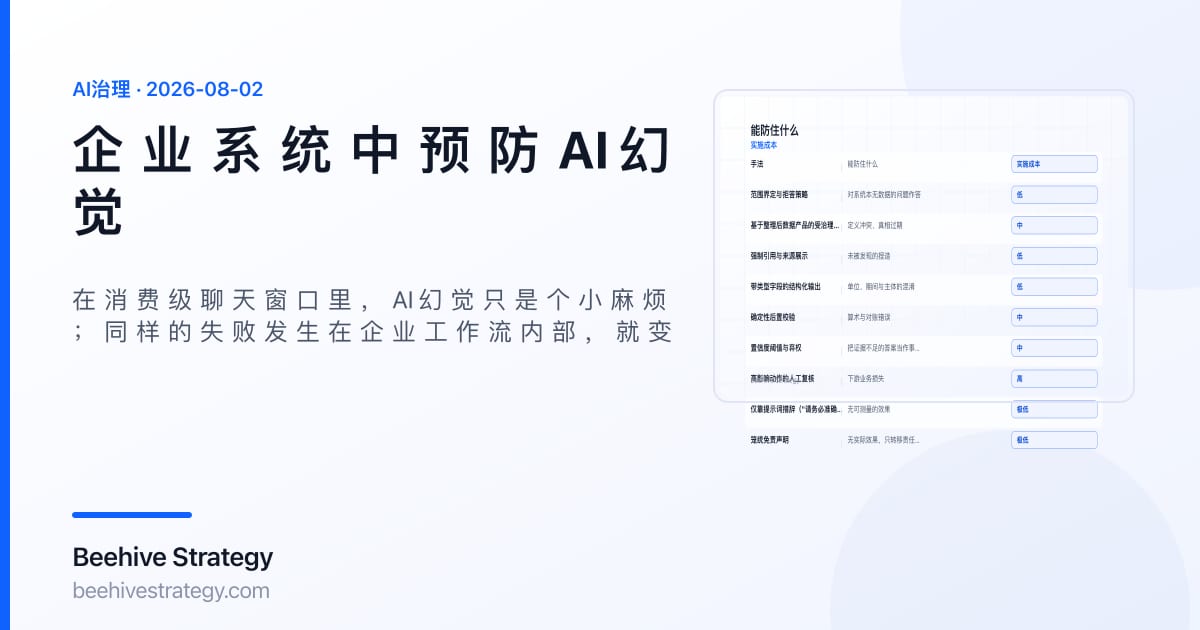 AI治理 · 2026-08-02
企业系统中预防AI幻
觉
在消费级聊天窗口里，AI幻觉只是个小麻烦
；同样的失败发生在企业工作流内部，就变
Beehive Strategy
beehivestrategy.com
能防住什么
实施成本
手法 能防住什么 实施成本
范围界定与拒答策略 对系统本无数据的问题作答 低
基于整理后数据产品的受治理... 定义冲突、真相过期 中
强制引用与来源展示 未被发现的捏造 低
带类型字段的结构化输出 单位、期间与主体的混淆 低
确定性后置校验 算术与对账错误 中
置信度阈值与弃权 把证据不足的答案当作事... 中
高影响动作的人工复核 下游业务损失 高
仅靠提示词措辞（"请务必准确... 无可测量的效果 极低
笼统免责声明 无实际效果，只转移责任... 极低